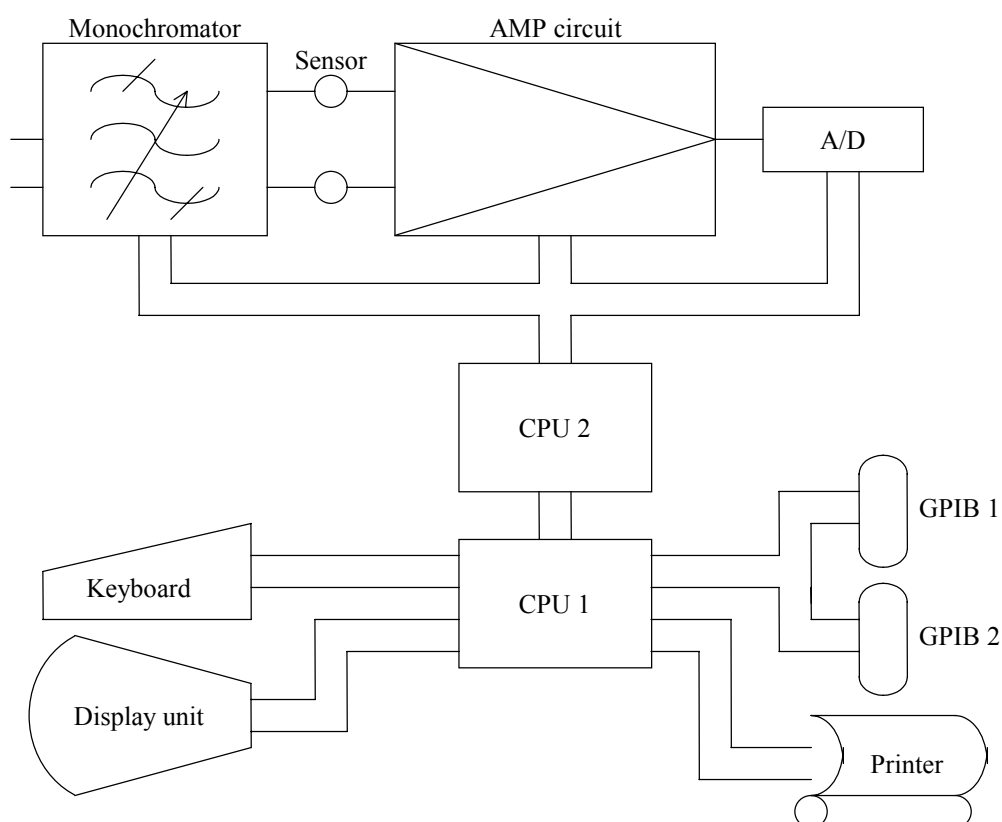 Monochromator
AMP circuit
Sensor
A/D
CPU 2
GPIB 1
Keyboard
CPU 1
GPIB 2
Display unit
Printer